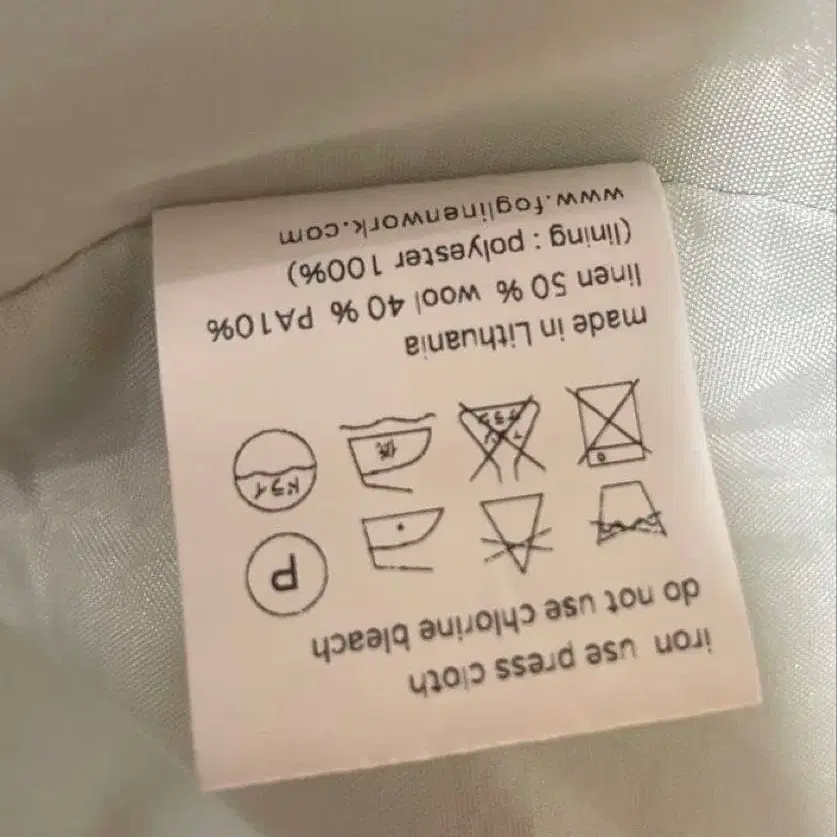 iron use press cloth
do not use chlorine bleach
P
made in Lithuania
linen 50 % wool 40 % PA10%
(lining : polyester 100%)
www.foglinenwork.com